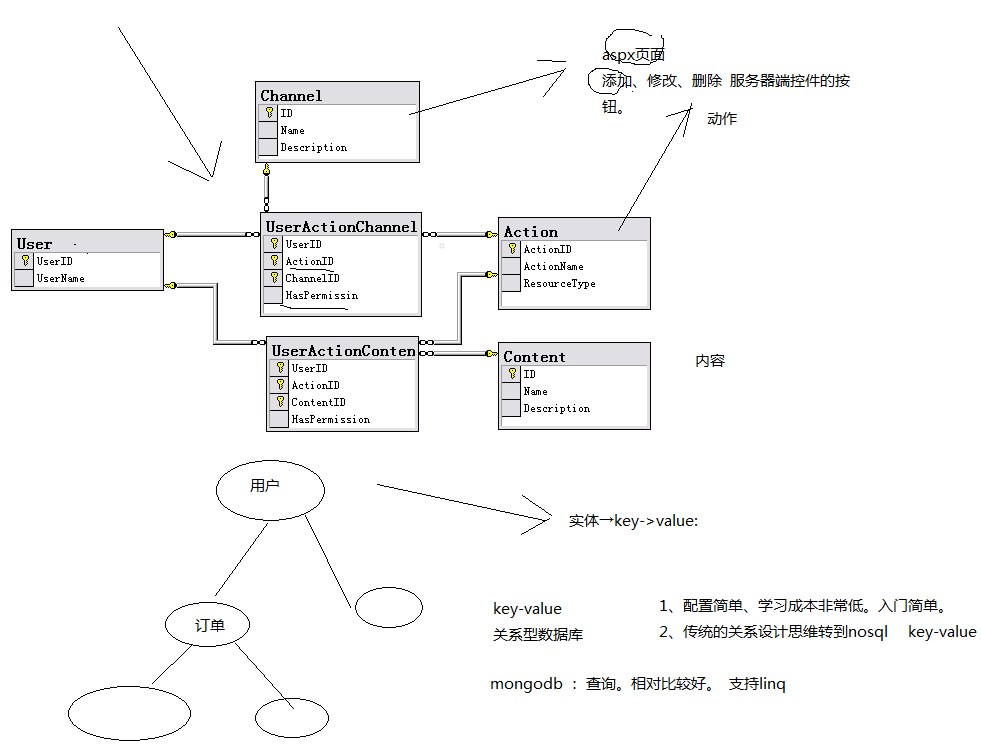 aspx页面
添加、修改、删除 服务器端控件的按
钮。
动作
Channel
ID
Name
Description
User
UserID
UserName
UserActionChannel
UserID
ActionID
ChannelID
HasPermissin
Action
ActionID
ActionName
ResourceType
UserActionConten
UserID
ActionID
ContentID
HasPermission
Content
ID
Name
Description
内容
用户
订单
实体→key->value:
key-value
关系型数据库
1、配置简单、学习成本非常低。入门简单。
2、传统的关系设计思维转到nosql key-value
mongodb : 查询。相对比较好。 支持linq